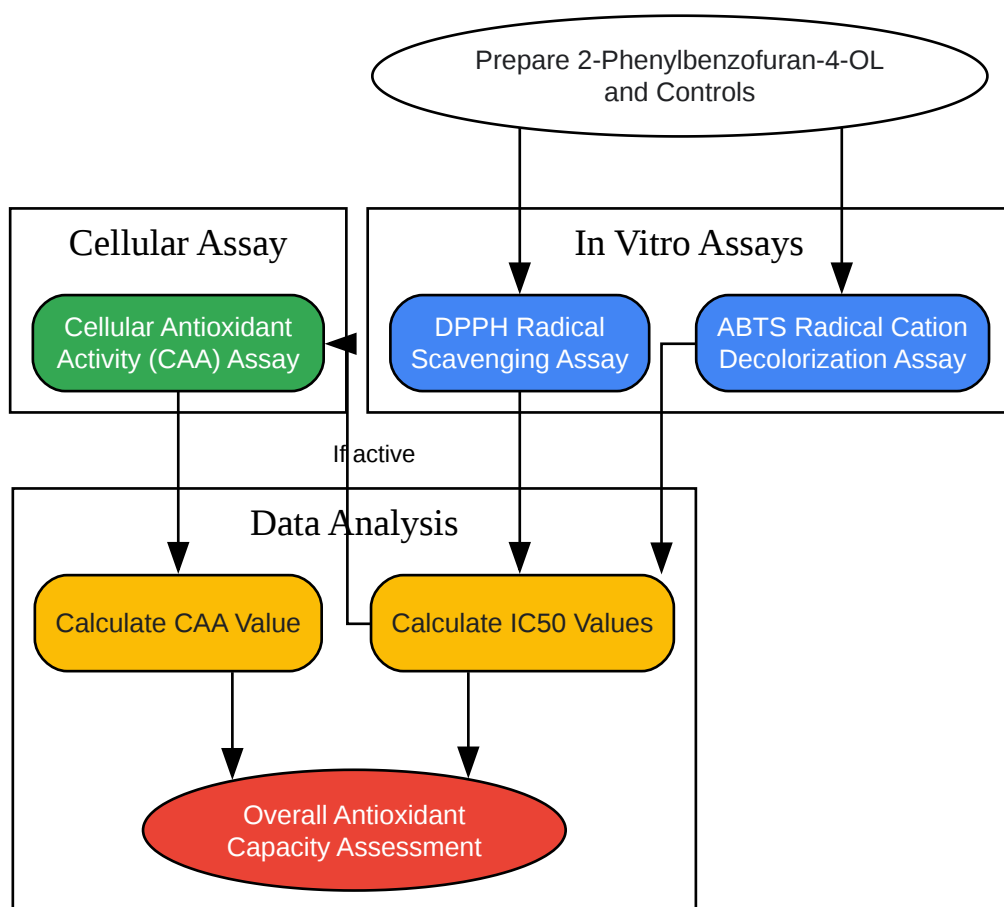 Prepare 2-Phenylbenzofuran-4-OL
and Controls
Cellular Assay
In Vitro Assays
Cellular Antioxidant
Activity (CAA) Assay
DPPH Radical
Scavenging Assay
ABTS Radical Cation
Decolorization Assay
If active
Data Analysis
Calculate CAA Value
Calculate IC50 Values
Overall Antioxidant
Capacity Assessment